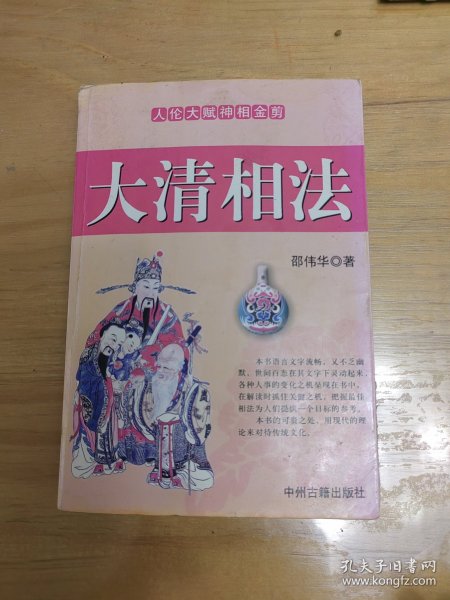 人伦大赋神相金剪
大清相法
邵伟华◎著
本书语言文字流畅，又不乏幽
默，世间百态在其文字下灵动起来，
各种人事的变化之机呈现在书中，
在解读时抓住关键之机，把握最佳
相法为人们提供一个目标的参考。
本书的可贵之处，用现代的理
论来对待传统文化。
中州古籍出版社
孔夫子旧书网
www.kongfz.com